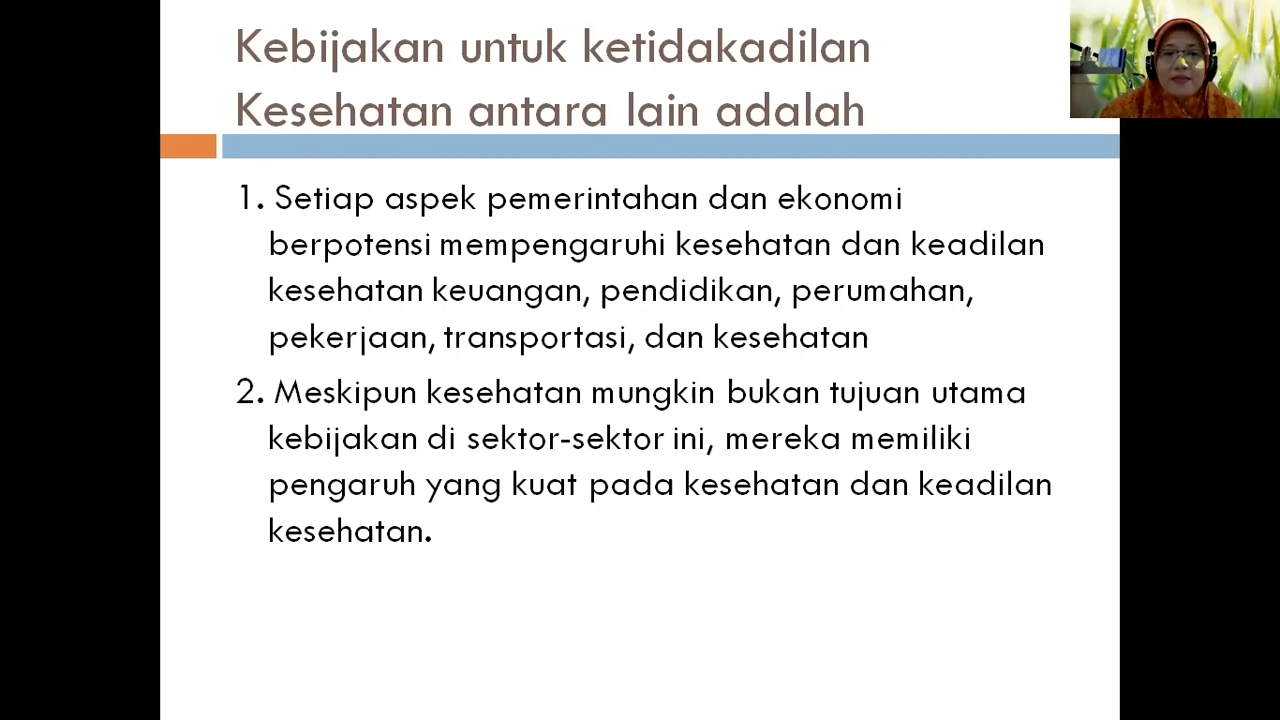 Kebijakan untuk ketidakadilan
Kesehatan antara lain adalah
1. Setiap aspek pemerintahan dan ekonomi
berpotensi mempengaruhi kesehatan dan keadilan
kesehatan keuangan, pendidikan, perumahan,
pekerjaan, transportasi, dan kesehatan
2. Meskipun kesehatan mungkin bukan tujuan utama
kebijakan di sektor-sektor ini, mereka memiliki
pengaruh yang kuat pada kesehatan dan keadilan
kesehatan.